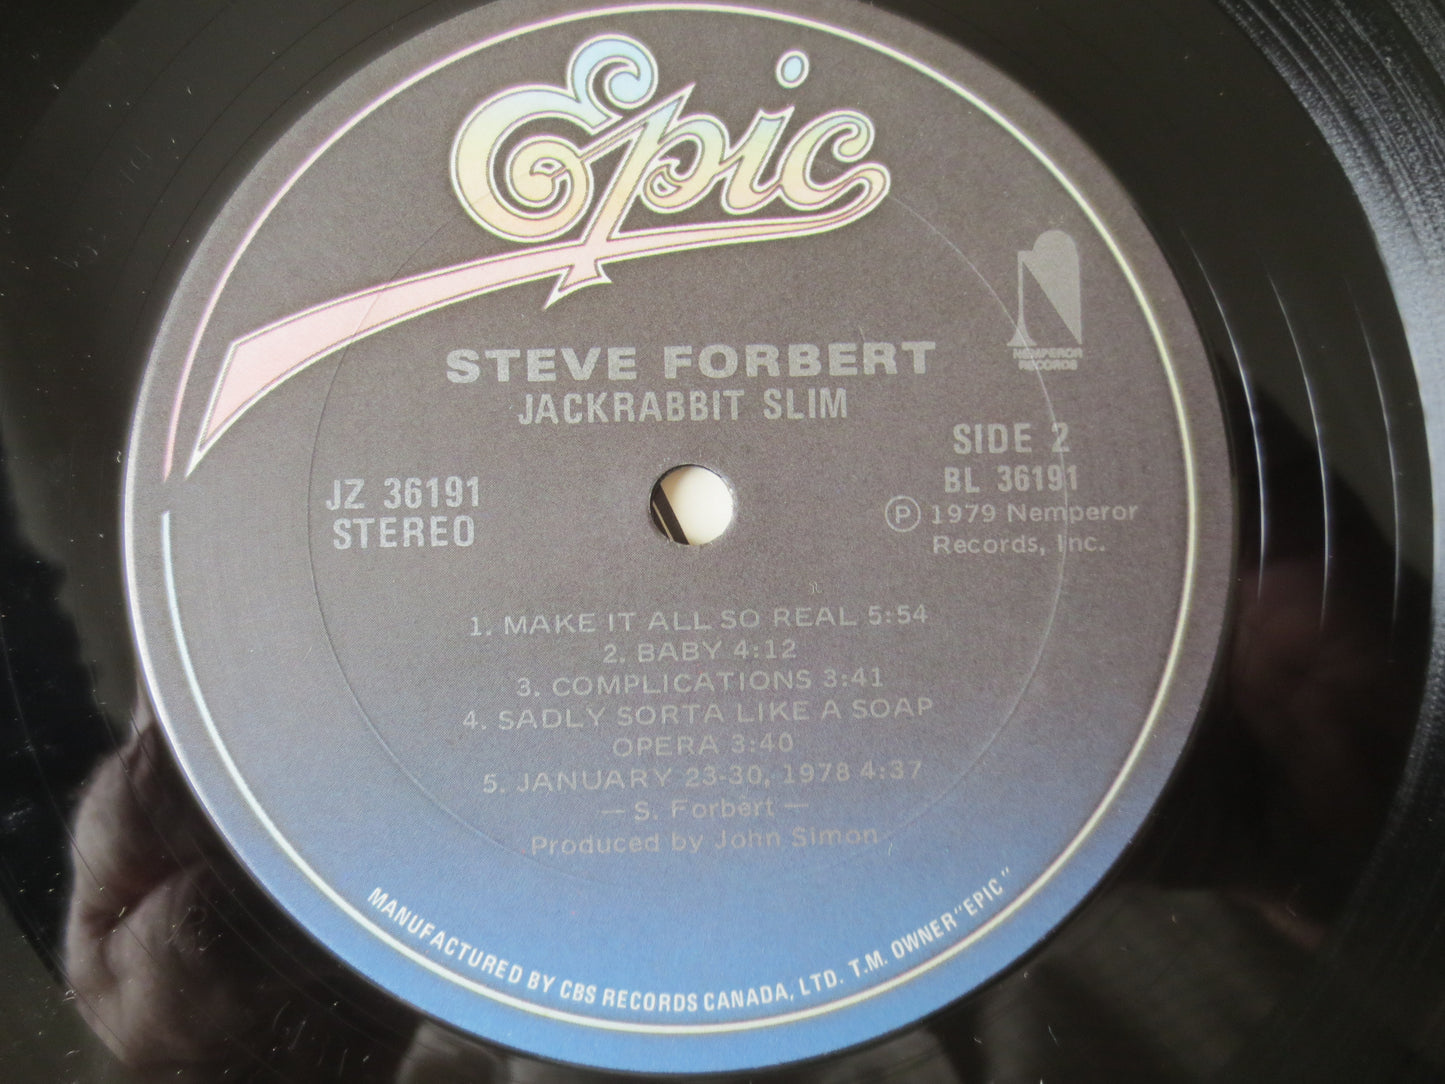 Epic
NEMPEROR
RECORDS
STEVE FORBERT
JACKRABBIT SLIM
SIDE 2
JZ 36191
BL 36191
STEREO
Ⓟ 1979 Nemperor
Records, Inc.
1. MAKE IT ALL SO REAL 5:54
2. BABY 4:12
3. COMPLICATIONS 3:41
4. SADLY SORTA LIKE A SOAP
OPERA 3:40
5. JANUARY 23-30, 1978 4:37
— S. Forbert —
Produced by John Simon
MANUFACTURED BY CBS RECORDS CANADA, LTD. T.M. OWNER "EPIC"